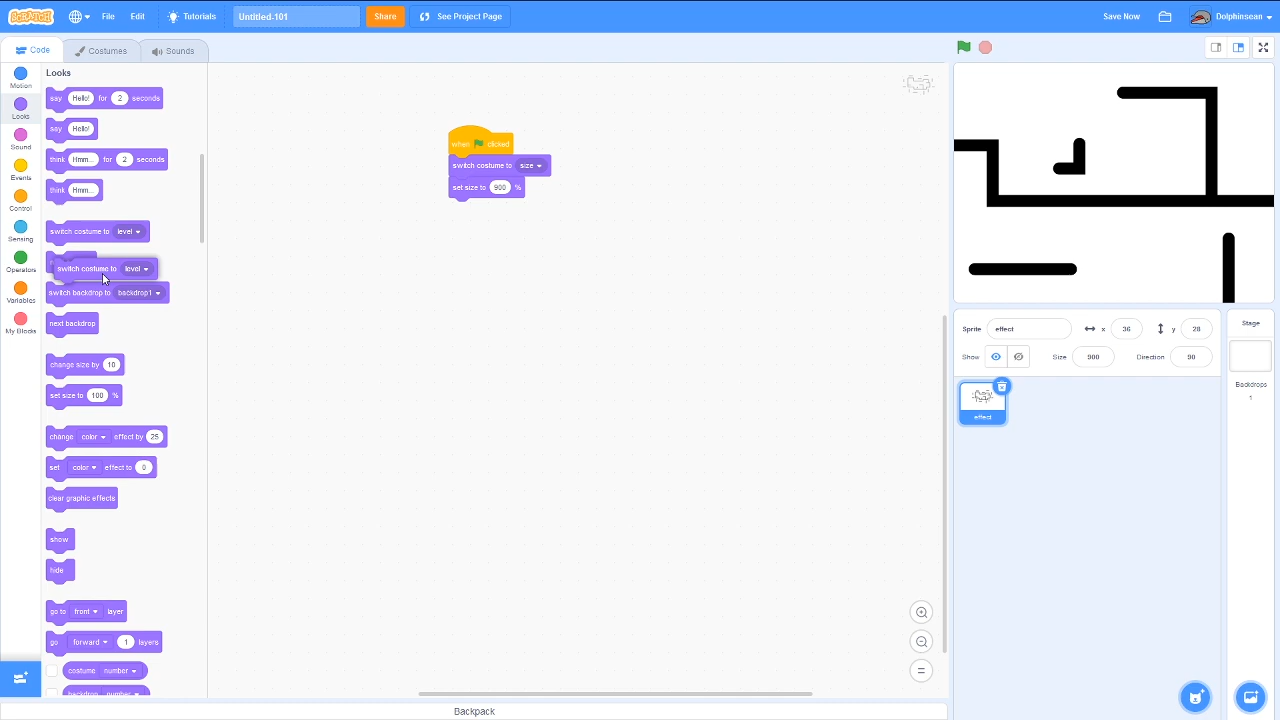 SCRATCH File Edit Tutorials Untitled-101 Share See Project Page Save Now Dolphinsean
Code Costumes Sounds
Motion
Looks
Sound
Events
Control
Sensing
Operators
Variables
My Blocks
Looks
say Hello! for 2 seconds
say Hello!
think Hmm... for 2 seconds
think Hmm...
switch costume to level
switch costume to level
switch backdrop to backdrop1
next backdrop
change size by 10
set size to 100 %
change color effect by 25
set color effect to 0
clear graphic effects
show
hide
go to front layer
go forward 1 layers
costume number
backdrop number
when clicked
switch costume to size
set size to 900 %
Sprite effect x 36 y 28
Show Size 900 Direction 90
effect
Stage
Backdrops
1
Backpack